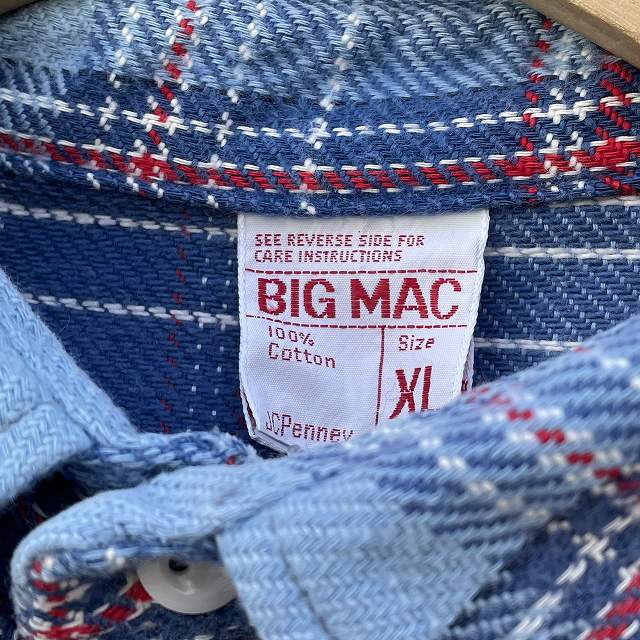 SEE REVERSE SIDE FOR
CARE INSTRUCTIONS
BIG MAC
100%
Cotton
Size
XL
JCPenney